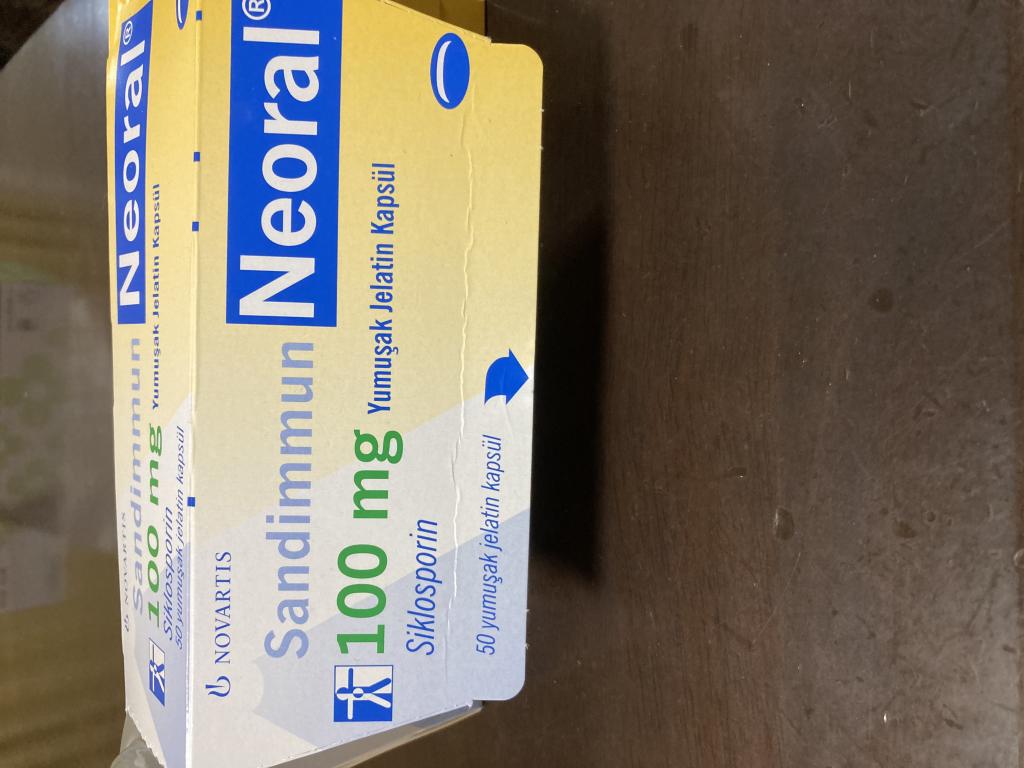 NOVARTIS
Sandimmun Neoral®
100 mg Yumuşak Jelatin Kapsül
Siklosporin
50 yumuşak jelatin kapsül
NOVARTIS
Sandimmun Neoral®
100 mg Yumuşak Jelatin Kapsül
Siklosporin
50 yumuşak jelatin kapsül